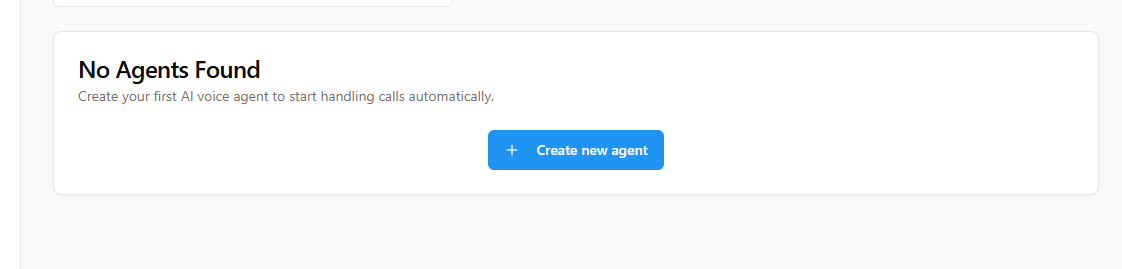 No Agents Found
Create your first AI voice agent to start handling calls automatically.
+ Create new agent